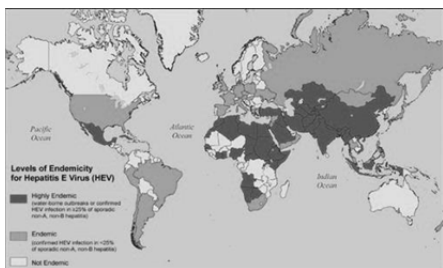 Pacific
Ocean
Atlantic
Ocean
Indian
Ocean
Levels of Endemicity
for Hepatitis E Virus (HEV)
Highly Endemic
(water-borne outbreaks or confirmed
HEV infection in ≥25% of sporadic
non-A, non-B hepatitis)
Endemic
(confirmed HEV infection in <25%
of sporadic non-A, non-B hepatitis)
Not Endemic